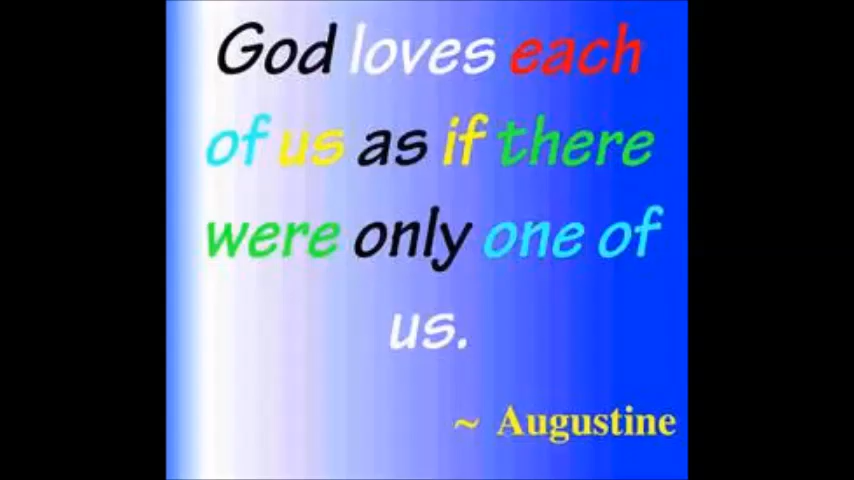 God loves each
of us as if there
were only one of
us.
~ Augustine